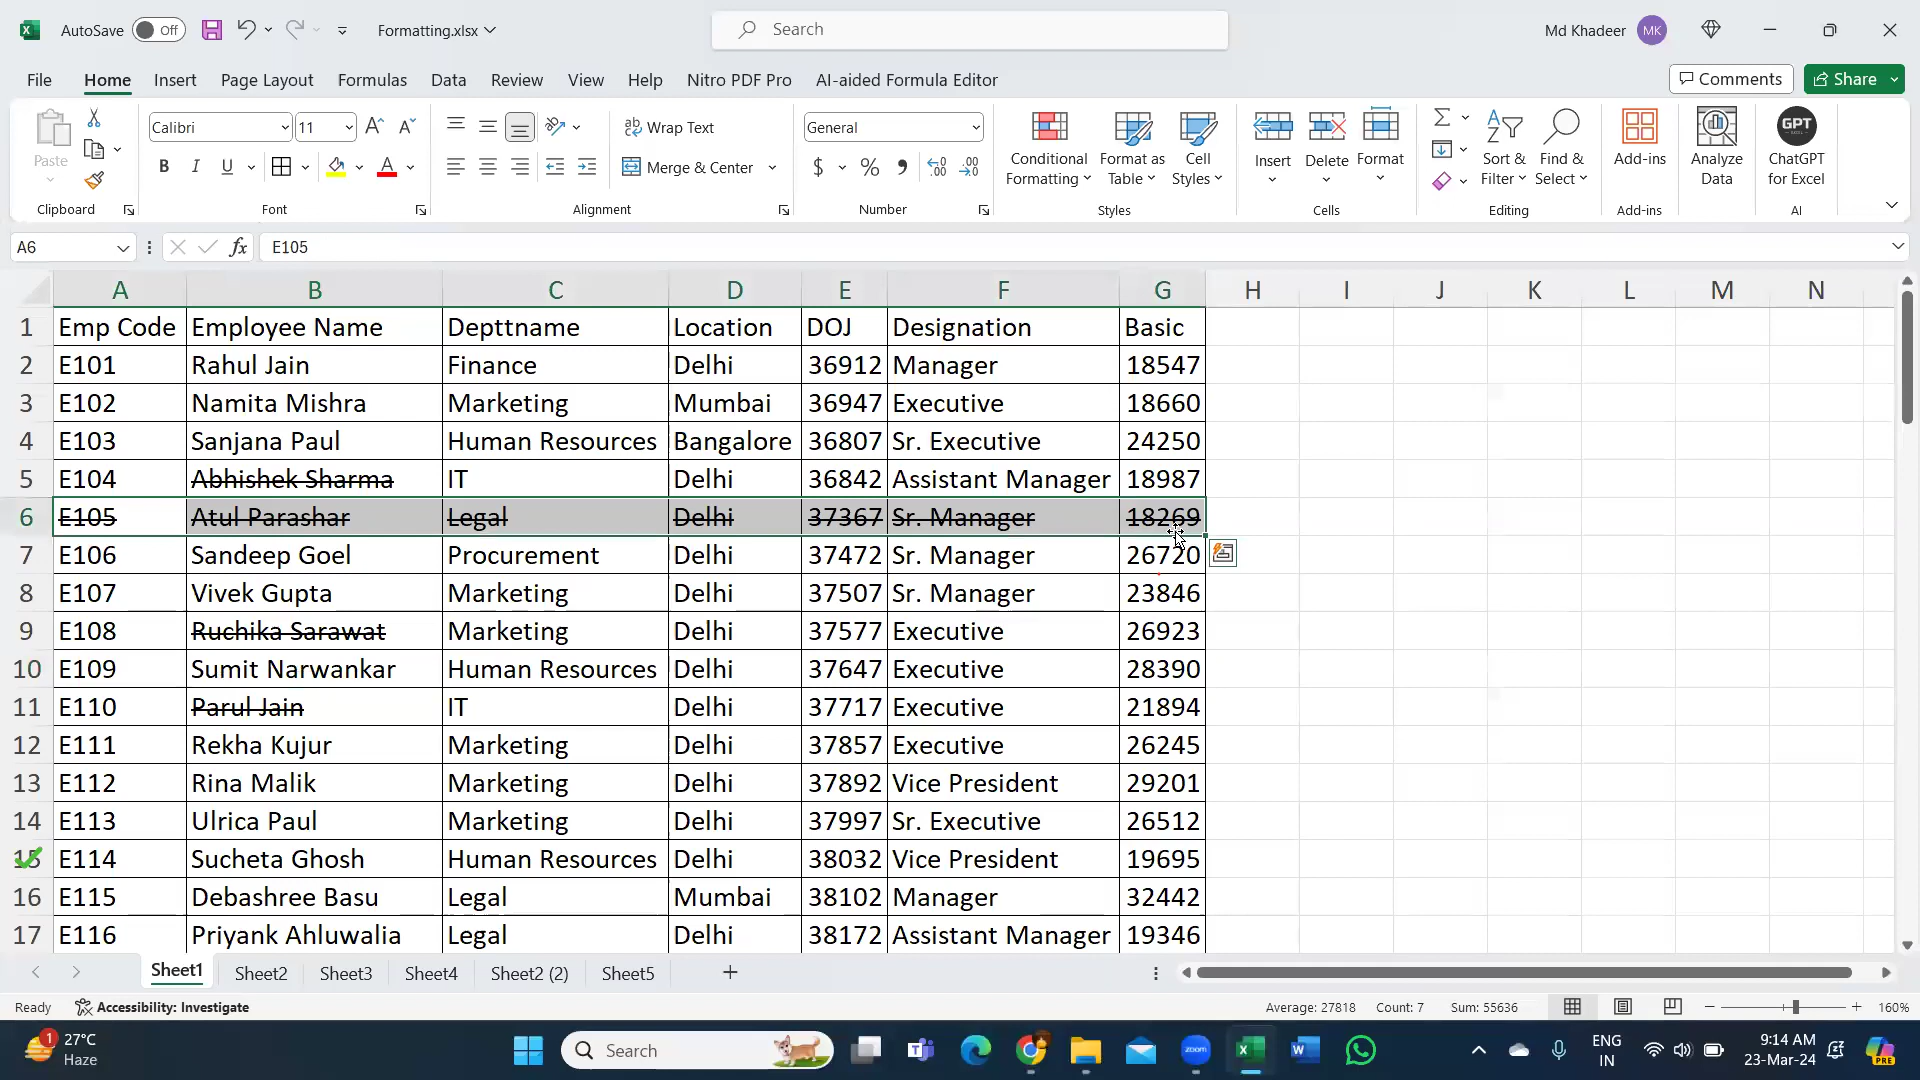 AutoSave Off Formatting.xlsx Search Md Khadeer MK
File Home Insert Page Layout Formulas Data Review View Help Nitro PDF Pro AI-aided Formula Editor Comments Share
Paste Calibri 11 Wrap Text General Conditional Formatting Format as Table Cell Styles Insert Delete Format Sort & Filter Find & Select Add-ins Analyze Data GPT ChatGPT for Excel
B I U Merge & Center $ %
Clipboard Font Alignment Number Styles Cells Editing Add-ins AI
A6 fx E105
A B C D E F G H I J K L M N
1 Emp Code Employee Name Depttname Location DOJ Designation Basic
2 E101 Rahul Jain Finance Delhi 36912 Manager 18547
3 E102 Namita Mishra Marketing Mumbai 36947 Executive 18660
4 E103 Sanjana Paul Human Resources Bangalore 36807 Sr. Executive 24250
5 E104 Abhishek Sharma IT Delhi 36842 Assistant Manager 18987
6 E105 Atul Parashar Legal Delhi 37367 Sr. Manager 18269
7 E106 Sandeep Goel Procurement Delhi 37472 Sr. Manager 26720
8 E107 Vivek Gupta Marketing Delhi 37507 Sr. Manager 23846
9 E108 Ruchika Sarawat Marketing Delhi 37577 Executive 26923
10 E109 Sumit Narwankar Human Resources Delhi 37647 Executive 28390
11 E110 Parul Jain IT Delhi 37717 Executive 21894
12 E111 Rekha Kujur Marketing Delhi 37857 Executive 26245
13 E112 Rina Malik Marketing Delhi 37892 Vice President 29201
14 E113 Ulrica Paul Marketing Delhi 37997 Sr. Executive 26512
15 E114 Sucheta Ghosh Human Resources Delhi 38032 Vice President 19695
16 E115 Debashree Basu Legal Mumbai 38102 Manager 32442
17 E116 Priyank Ahluwalia Legal Delhi 38172 Assistant Manager 19346
Sheet1 Sheet2 Sheet3 Sheet4 Sheet2 (2) Sheet5
Ready Accessibility: Investigate Average: 27818 Count: 7 Sum: 55636 160%
1 27°C Search zoom ENG 9:14 AM
Haze IN 23-Mar-24 PRE